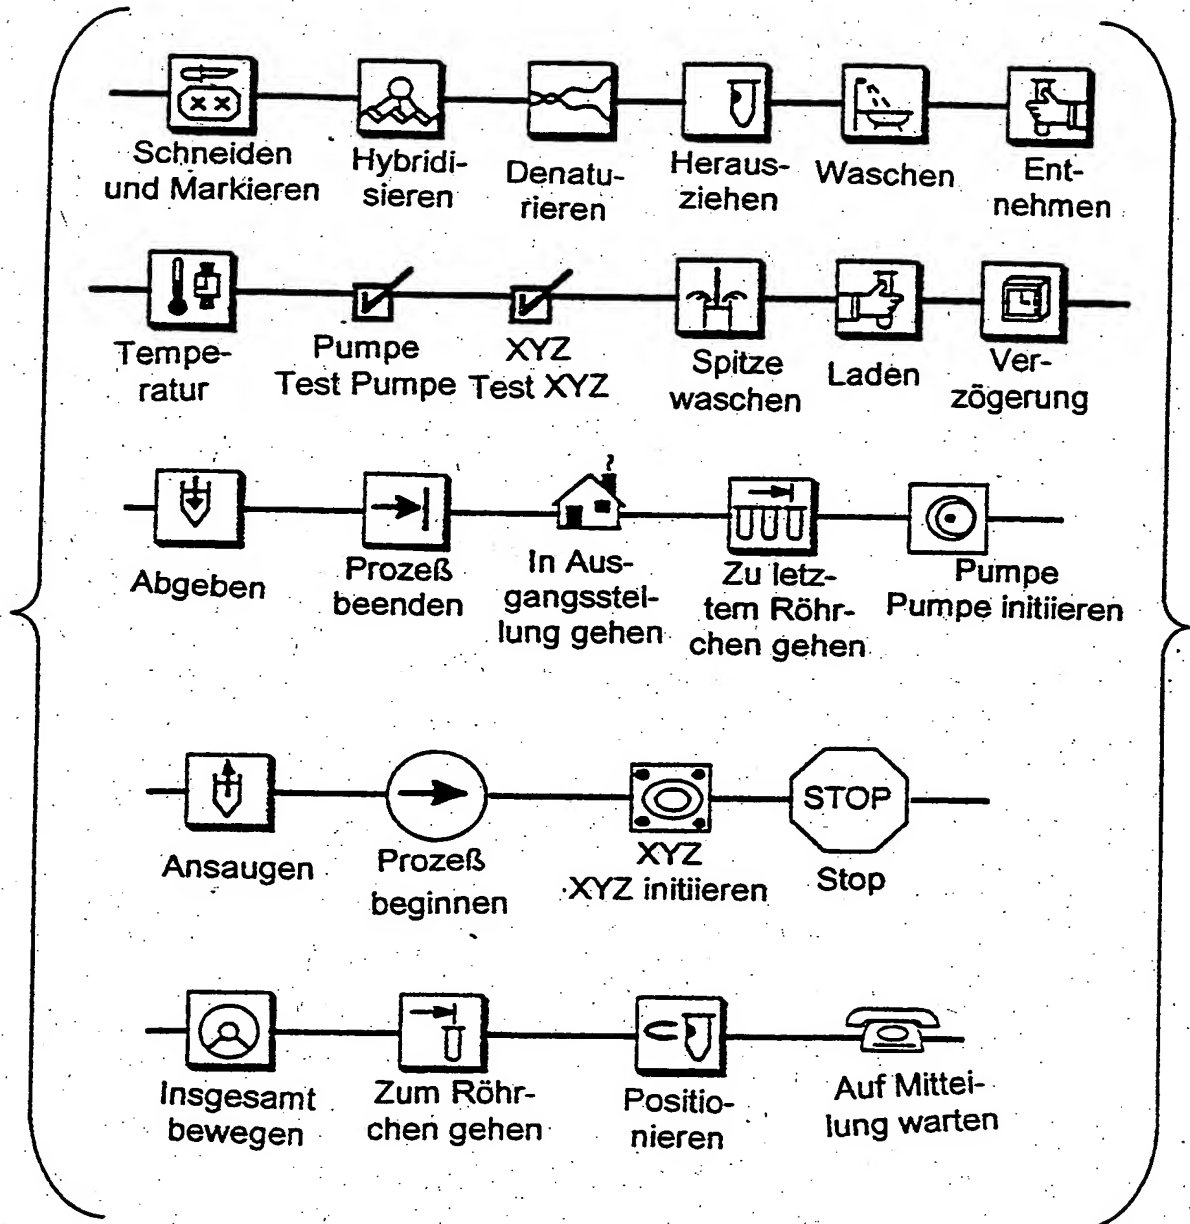 x x
Schneiden und Markieren
Hybridi-
sieren
Denatu-
rieren
Heraus-
ziehen
Waschen
Ent-
nehmen
Tempe-
ratur
Pumpe
Test Pumpe
XYZ
Test XYZ
Spitze
waschen
Laden
Ver-
zögerung
Abgeben
Prozeß
beenden
In Aus-
gangsstel-
lung gehen
Zu letz-
tem Röhr-
chen gehen
Pumpe
Pumpe initiieren
Ansaugen
Prozeß
beginnen
XYZ
XYZ initiieren
STOP
Stop
Insgesamt
bewegen
Zum Röhr-
chen gehen
Positio-
nieren
Auf Mittei-
lung warten